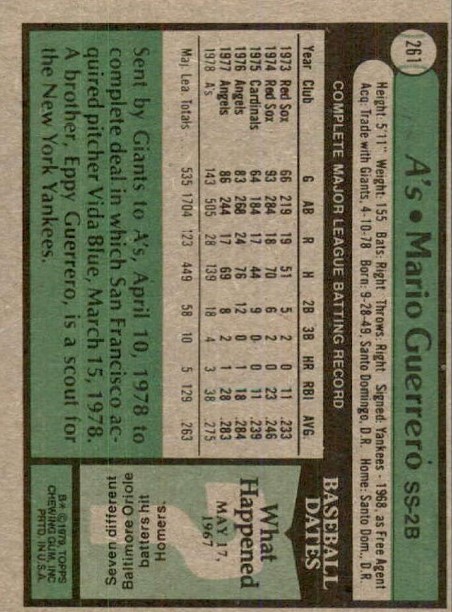 261
A's • Mario Guerrero SS-2B
Height: 5'11" Weight: 155 Bats: Right Throws: Right Signed: Yankees - 1968, as Free Agent
Acq: Trade with Giants, 4-10-78 Born: 9-28-49, Santo Domingo, D.R. Home: Santo Dom., D.R.
COMPLETE MAJOR LEAGUE BATTING RECORD
Year Club G AB R H 2B 3B HR RBI AVG.
1973 Red Sox 66 219 19 51 5 2 0 11 .233
1974 Red Sox 93 284 18 70 6 2 0 23 .246
1975 Cardinals 64 184 17 44 9 0 0 11 .239
1976 Angels 83 268 24 76 12 0 1 18 .284
1977 Angels 86 244 17 69 8 2 1 28 .283
1978 A's 143 505 28 139 18 4 3 38 .275
Maj. Lea. Totals 535 1704 123 449 58 10 5 129 .263
Sent by Giants to A's, April 10, 1978 to
complete deal in which San Francisco ac-
quired pitcher Vida Blue, March 15, 1978.
A brother, Eppy Guerrero, is a scout for
the New York Yankees.
BASEBALL
DATES
What
Happened
MAY 17,
1967
Seven different
Baltimore Oriole
batters hit
Homers.
B* © 1979 TOPPS
CHEWING GUM, INC.
PRTD. IN U.S.A.